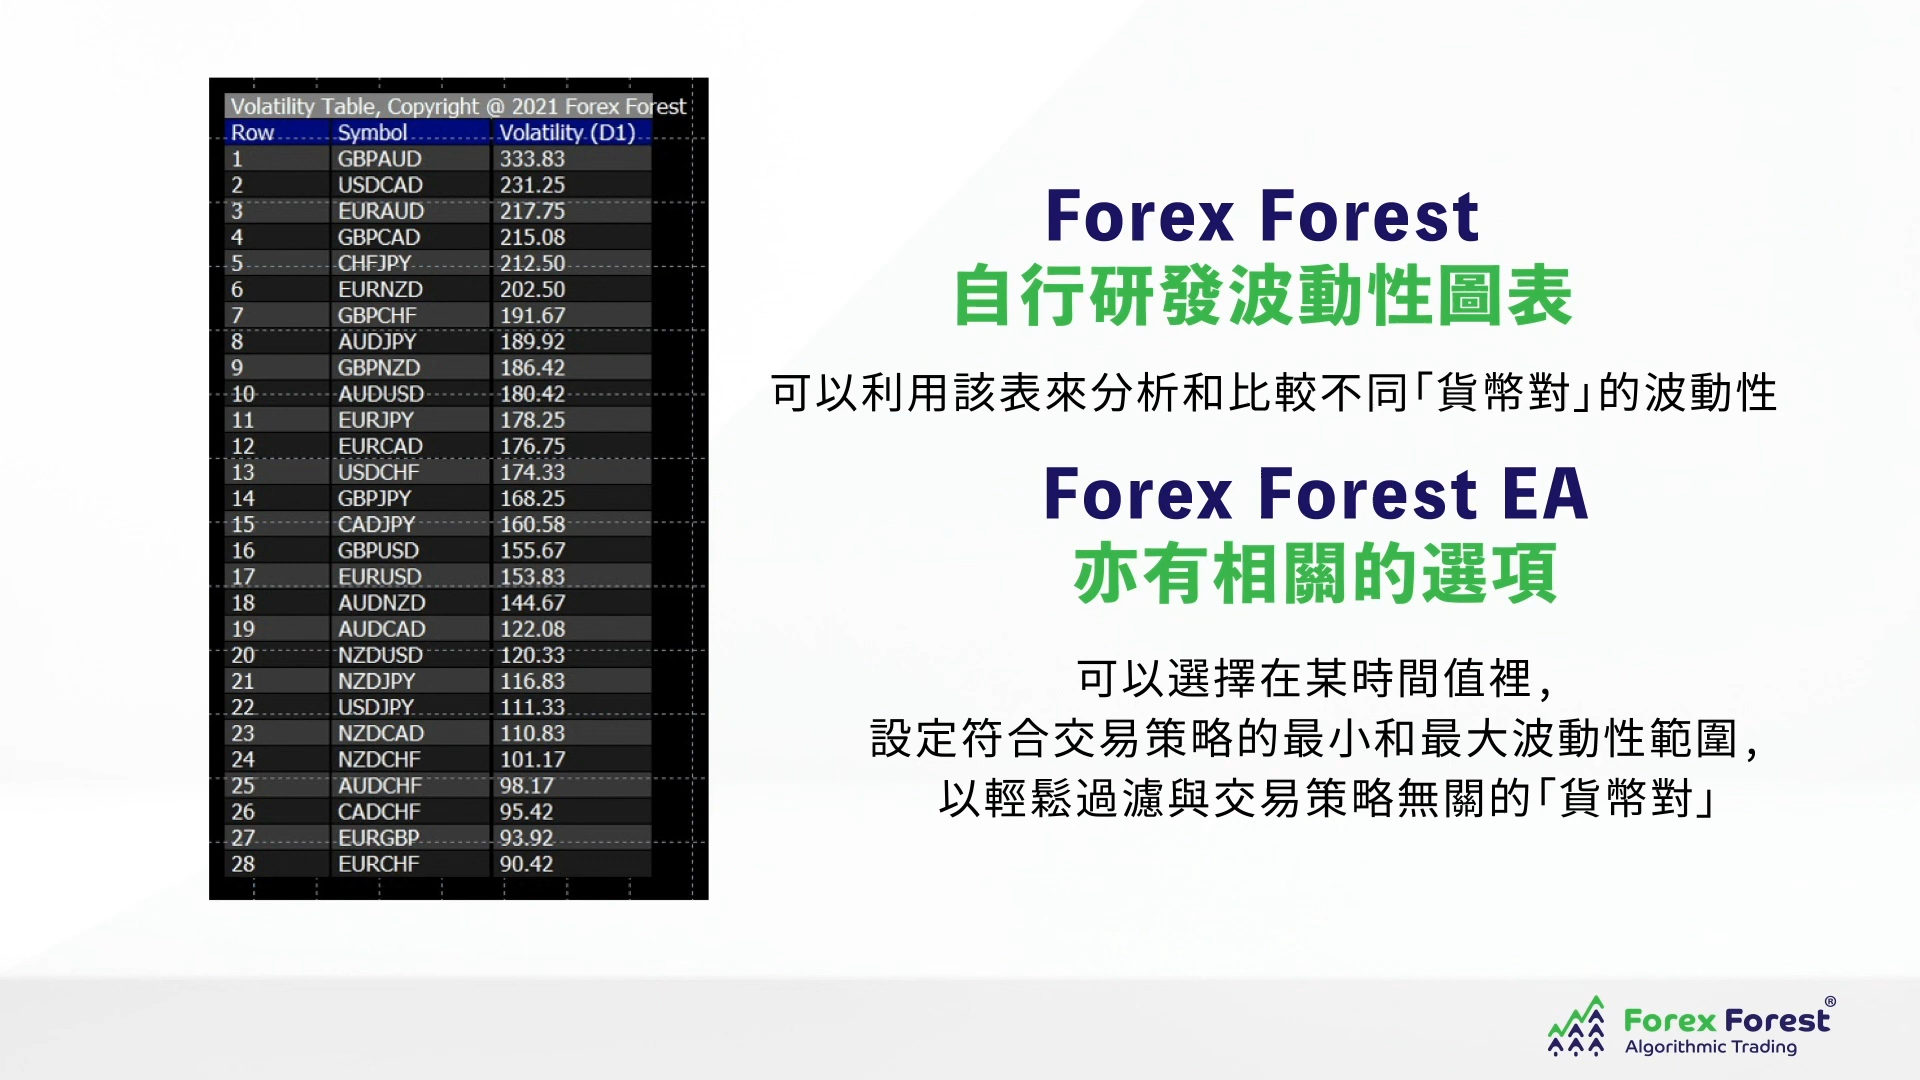 Volatility Table, Copyright @ 2021 Forex Forest
Row Symbol Volatility (D1)
1 GBPAUD 333.83
2 USDCAD 231.25
3 EURAUD 217.75
4 GBPCAD 215.08
5 CHFJPY 212.50
6 EURNZD 202.50
7 GBPCHF 191.67
8 AUDJPY 189.92
9 GBPNZD 186.42
10 AUDUSD 180.42
11 EURJPY 178.25
12 EURCAD 176.75
13 USDCHF 174.33
14 GBPJPY 168.25
15 CADJPY 160.58
16 GBPUSD 155.67
17 EURUSD 153.83
18 AUDNZD 144.67
19 AUDCAD 122.08
20 NZDUSD 120.33
21 NZDJPY 116.83
22 USDJPY 111.33
23 NZDCAD 110.83
24 NZDCHF 101.17
25 AUDCHF 98.17
26 CADCHF 95.42
27 EURGBP 93.92
28 EURCHF 90.42
Forex Forest
自行研發波動性圖表
可以利用該表來分析和比較不同「貨幣對」的波動性
Forex Forest EA
亦有相關的選項
可以選擇在某時間值裡，
設定符合交易策略的最小和最大波動性範圍，
以輕鬆過濾與交易策略無關的「貨幣對」
Forex Forest®
Algorithmic Trading